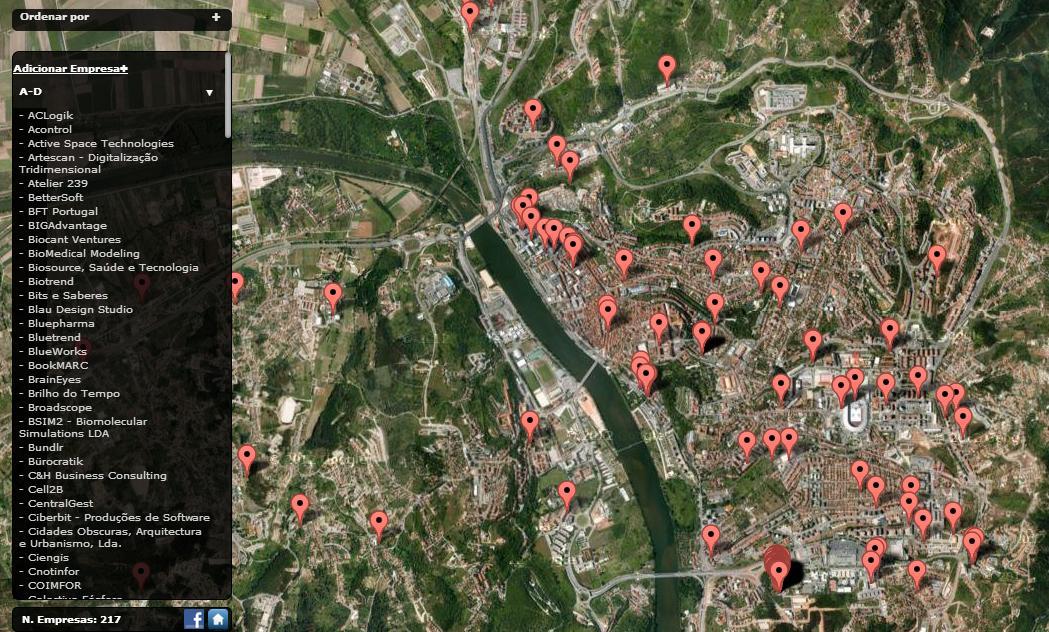 Ordenar por +
Adicionar Empresa+
A-D ▼
- ACLogik
- Acontrol
- Active Space Technologies
- Artescan - Digitalização
Tridimensional
- Atelier 239
- BetterSoft
- BFT Portugal
- BIGAdvantage
- Biocant Ventures
- BioMedical Modeling
- Biosource, Saúde e Tecnologia
- Biotrend
- Bits e Saberes
- Blau Design Studio
- Bluepharma
- Bluetrend
- BlueWorks
- BookMARC
- BrainEyes
- Brilho do Tempo
- Broadscope
- BSIM2 - Biomolecular
Simulations LDA
- Bundlr
- Bürocratik
- C&H Business Consulting
- Cell2B
- CentralGest
- Ciberbit - Produções de Software
- Cidades Obscuras, Arquitectura
e Urbanismo, Lda.
- Ciengis
- Cnotinfor
- COIMFOR
N. Empresas: 217
f